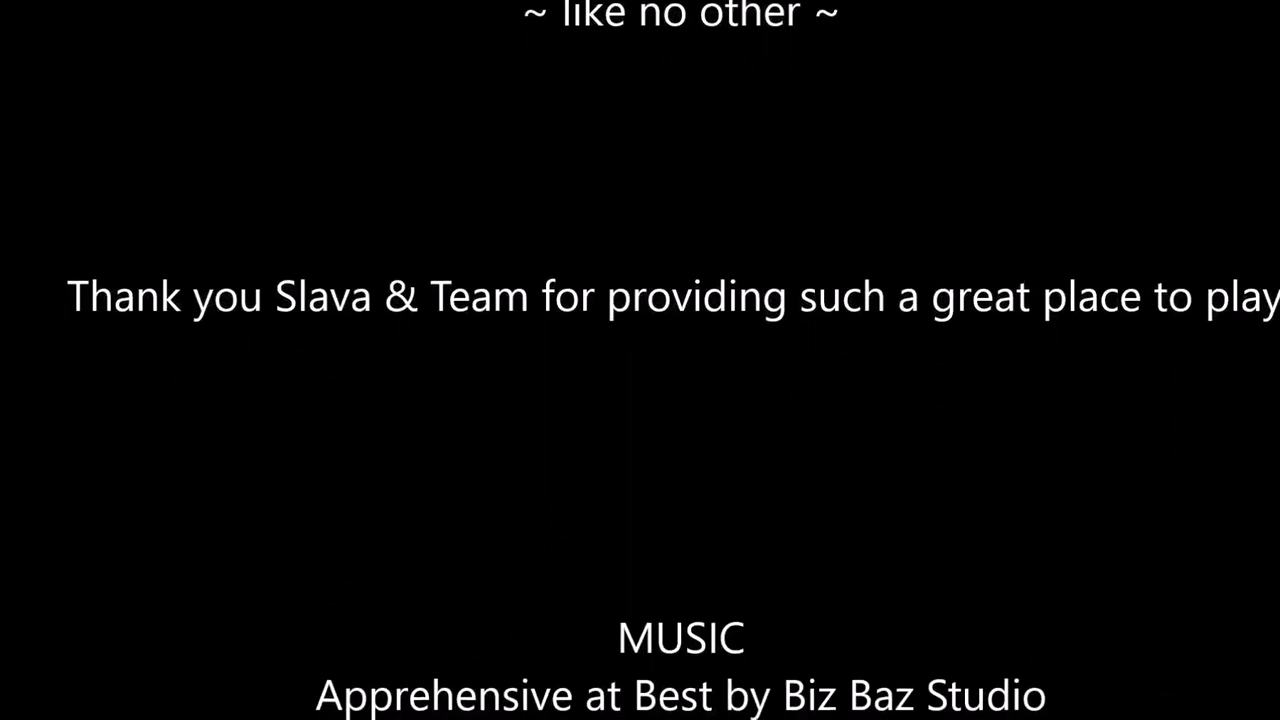 ~ like no other ~
Thank you Slava & Team for providing such a great place to play
MUSIC
Apprehensive at Best by Biz Baz Studio